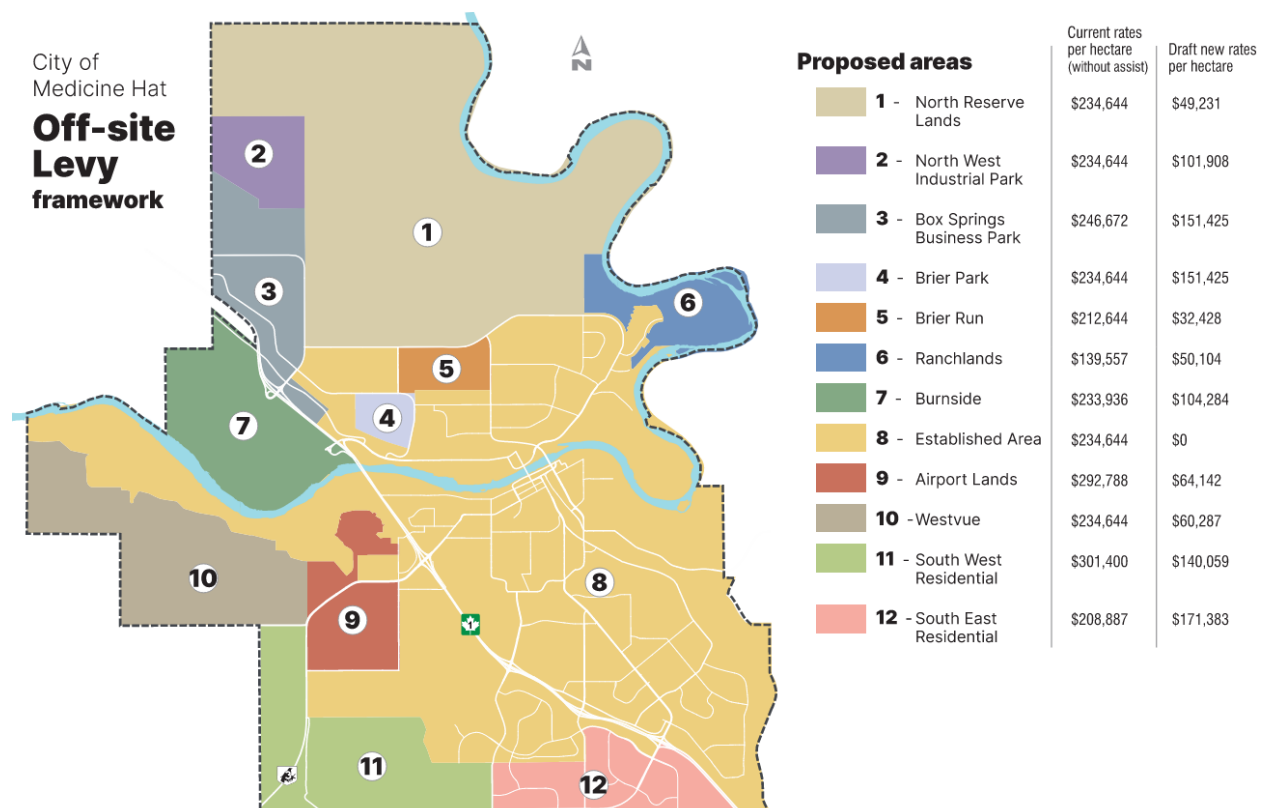 City of
Medicine Hat
Off-site
Levy
framework
N
Proposed areas
Current rates
per hectare
(without assist)
Draft new rates
per hectare
1 - North Reserve
Lands
$234,644
$49,231
2 - North West
Industrial Park
$234,644
$101,908
3 - Box Springs
Business Park
$246,672
$151,425
4 - Brier Park
$234,644
$151,425
5 - Brier Run
$212,644
$32,428
6 - Ranchlands
$139,557
$50,104
7 - Burnside
$233,936
$104,284
8 - Established Area
$234,644
$0
9 - Airport Lands
$292,788
$64,142
10 - Westvue
$234,644
$60,287
11 - South West
Residential
$301,400
$140,059
12 - South East
Residential
$208,887
$171,383
2
1
3
6
5
4
7
8
10
9
1
11
12